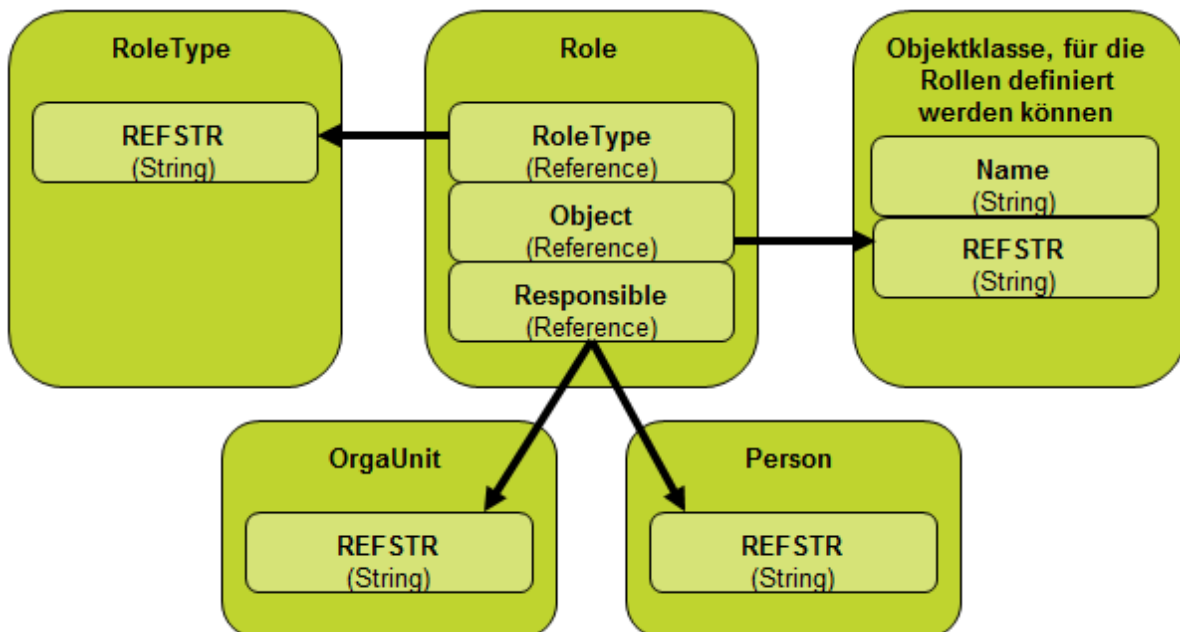 RoleType
REFSTR
(String)
Role
RoleType
(Reference)
Object
(Reference)
Responsible
(Reference)
Objektklasse, für die
Rollen definiert
werden können
Name
(String)
REFSTR
(String)
OrgaUnit
REFSTR
(String)
Person
REFSTR
(String)